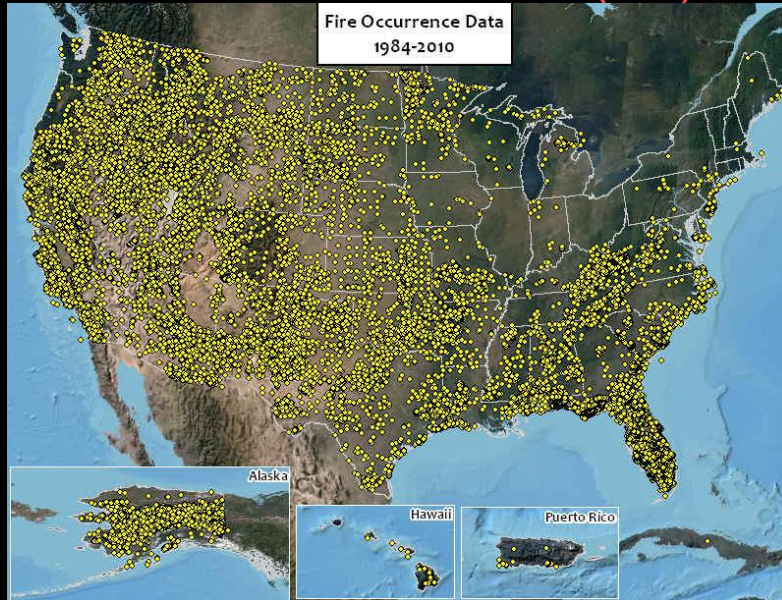 Fire Occurrence Data
1984-2010
Alaska
Hawaii
Puerto Rico